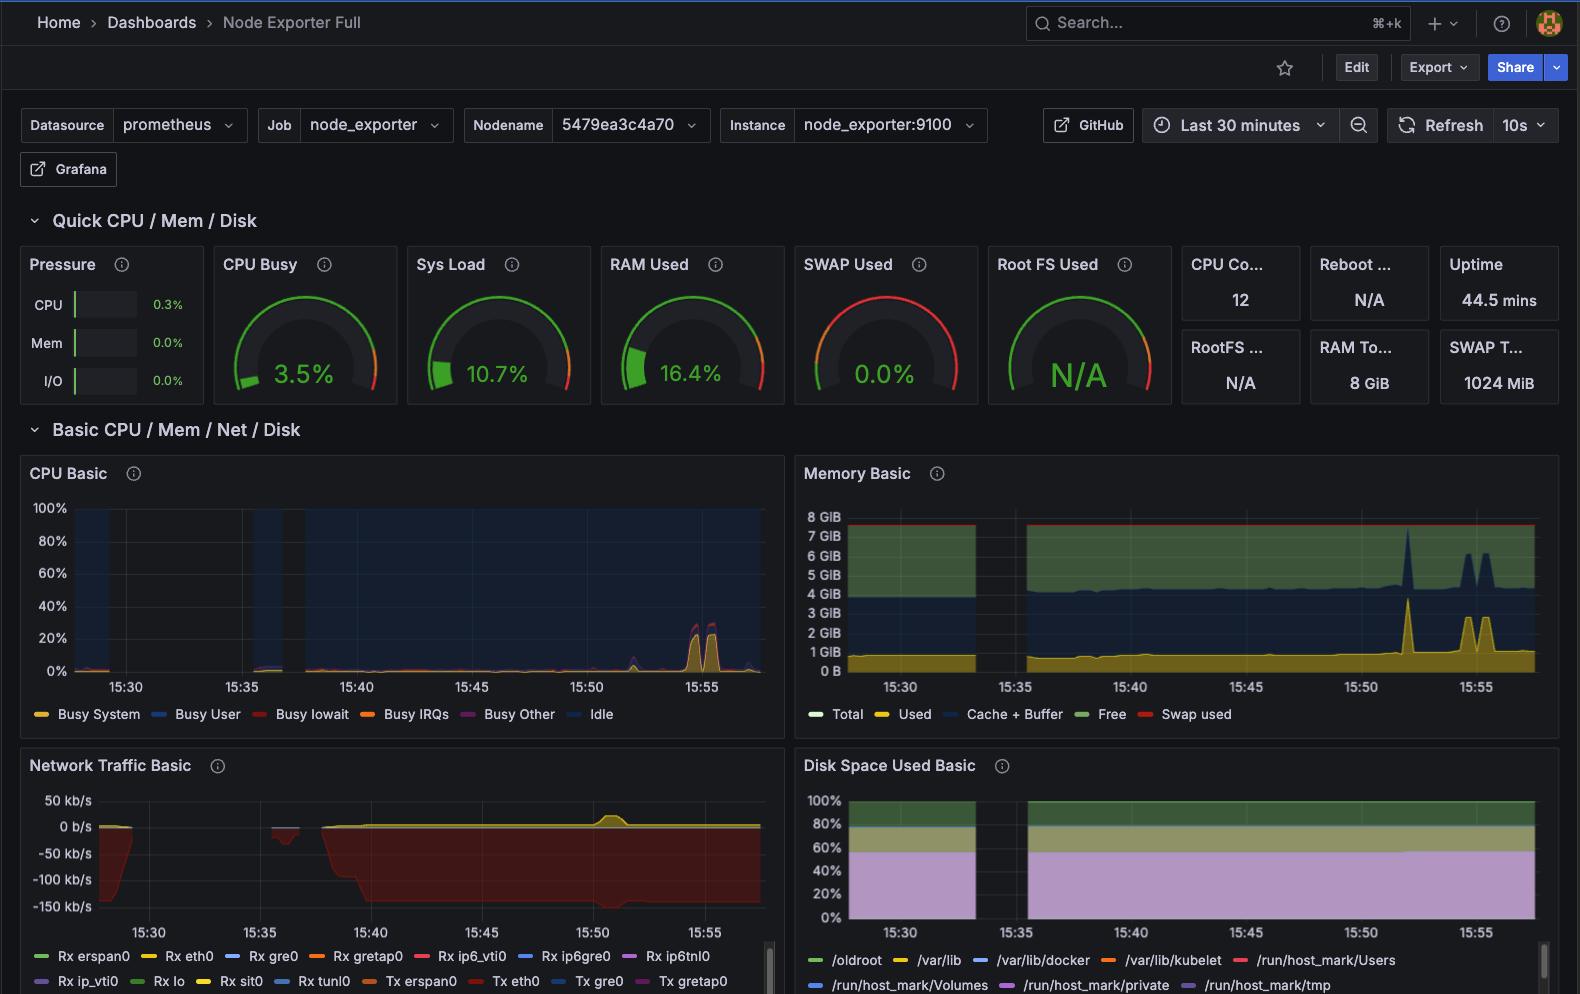 Home > Dashboards > Node Exporter Full
Search... ⌘+k
Edit Export Share
Datasource prometheus Job node_exporter Nodename 5479ea3c4a70 Instance node_exporter:9100 GitHub Last 30 minutes Refresh 10s
Grafana
Quick CPU / Mem / Disk
Pressure
CPU 0.3%
Mem 0.0%
I/O 0.0%
CPU Busy
3.5%
Sys Load
10.7%
RAM Used
16.4%
SWAP Used
0.0%
Root FS Used
N/A
CPU Co...
12
Reboot ...
N/A
Uptime
44.5 mins
RootFS ...
N/A
RAM To...
8 GiB
SWAP T...
1024 MiB
Basic CPU / Mem / Net / Disk
CPU Basic
100%
80%
60%
40%
20%
0%
15:30 15:35 15:40 15:45 15:50 15:55
Busy System Busy User Busy Iowait Busy IRQs Busy Other Idle
Memory Basic
8 GiB
7 GiB
6 GiB
5 GiB
4 GiB
3 GiB
2 GiB
1 GiB
0 B
15:30 15:35 15:40 15:45 15:50 15:55
Total Used Cache + Buffer Free Swap used
Network Traffic Basic
50 kb/s
0 b/s
-50 kb/s
-100 kb/s
-150 kb/s
15:30 15:35 15:40 15:45 15:50 15:55
Rx erspan0 Rx eth0 Rx gre0 Rx gretap0 Rx ip6_vti0 Rx ip6gre0 Rx ip6tnl0
Rx ip_vti0 Rx lo Rx sit0 Rx tunl0 Tx erspan0 Tx eth0 Tx gre0 Tx gretap0
Disk Space Used Basic
100%
80%
60%
40%
20%
0%
15:30 15:35 15:40 15:45 15:50 15:55
/oldroot /var/lib /var/lib/docker /var/lib/kubelet /run/host_mark/Users
/run/host_mark/Volumes /run/host_mark/private /run/host_mark/tmp